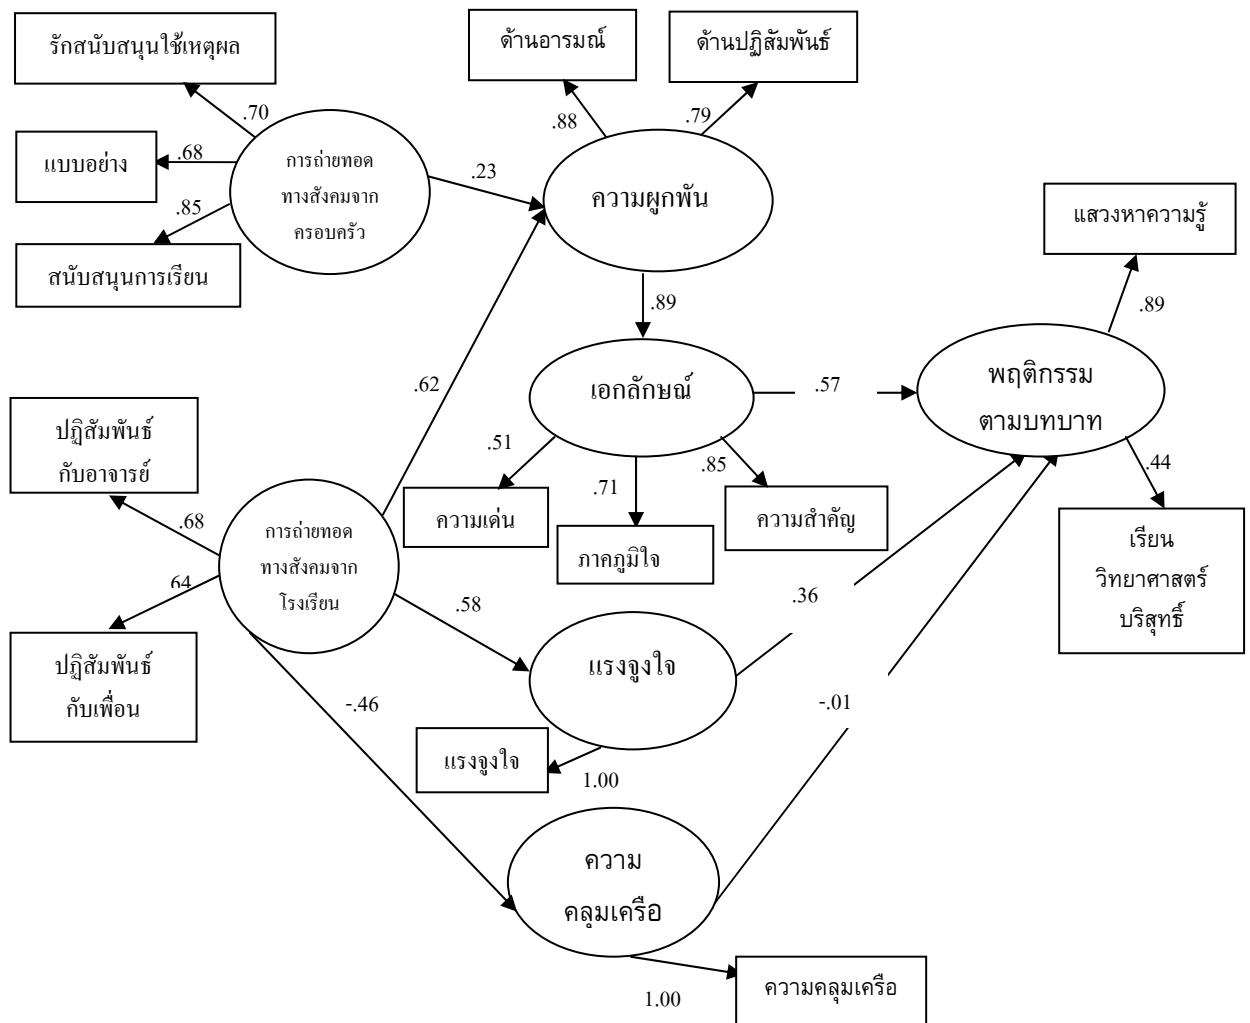 รักสนับสนุนใช้เหตุผล
ด้านอารมณ์
ด้านปฏิสัมพันธ์
.70
.88
.79
แบบอย่าง
.68
การถ่ายทอด
ทางสังคมจาก
ครอบครัว
.23
ความผูกพัน
แสวงหาความรู้
.85
สนับสนุนการเรียน
.89
.89
.62
เอกลักษณ์
.57
พฤติกรรม
ตามบทบาท
ปฏิสัมพันธ์
กับอาจารย์
.51
.71
.85
.44
ความเด่น
ภาคภูมิใจ
ความสำคัญ
.68
การถ่ายทอด
ทางสังคมจาก
โรงเรียน
เรียน
วิทยาศาสตร์
บริสุทธิ์
64
.58
.36
ปฏิสัมพันธ์
กับเพื่อน
แรงจูงใจ
-.46
-.01
แรงจูงใจ
1.00
ความ
คลุมเครือ
1.00
ความคลุมเครือ